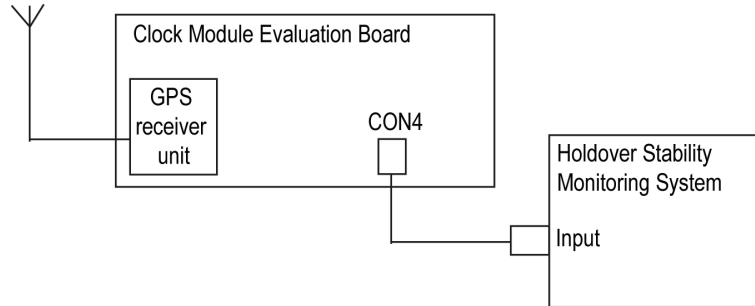 Clock Module Evaluation Board
GPS
receiver
unit
CON4
Holdover Stability
Monitoring System
Input